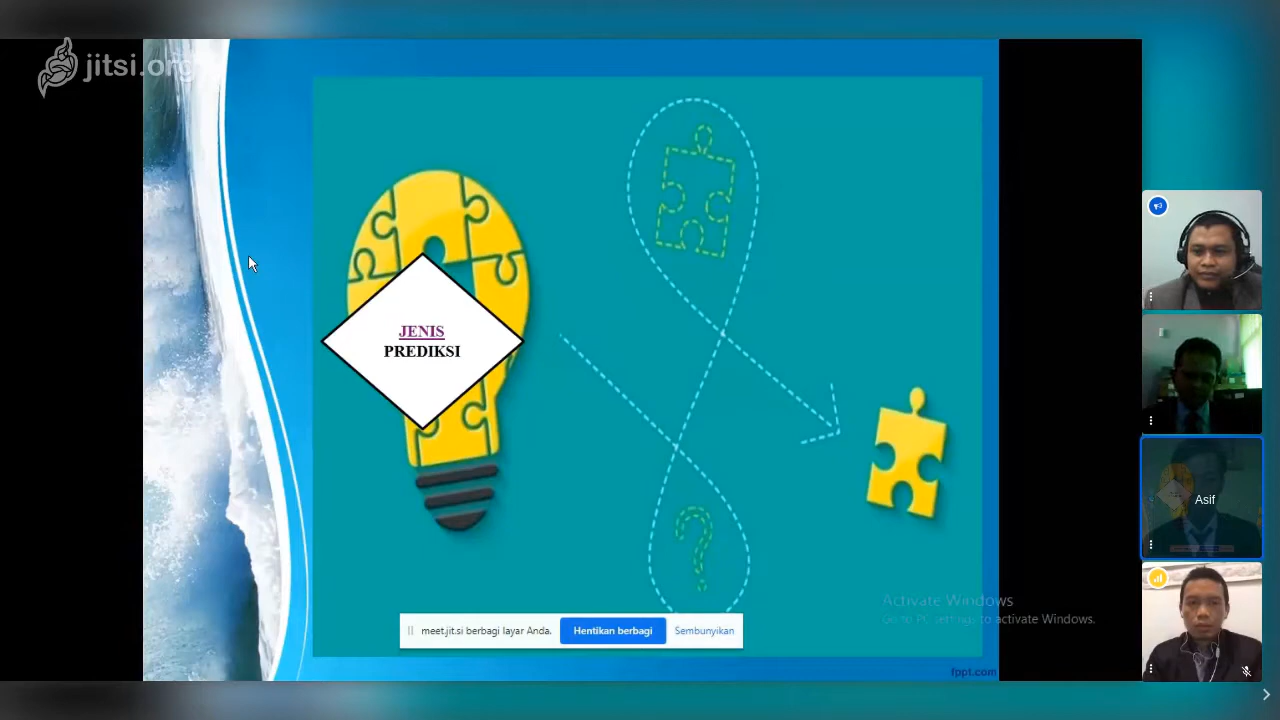 jitsi.org
JENIS
PREDIKSI
Asif
Activate Windows
Go to PC settings to activate Windows.
meet.jit.si berbagi layar Anda.
Hentikan berbagi
Sembunyikan
fppt.com